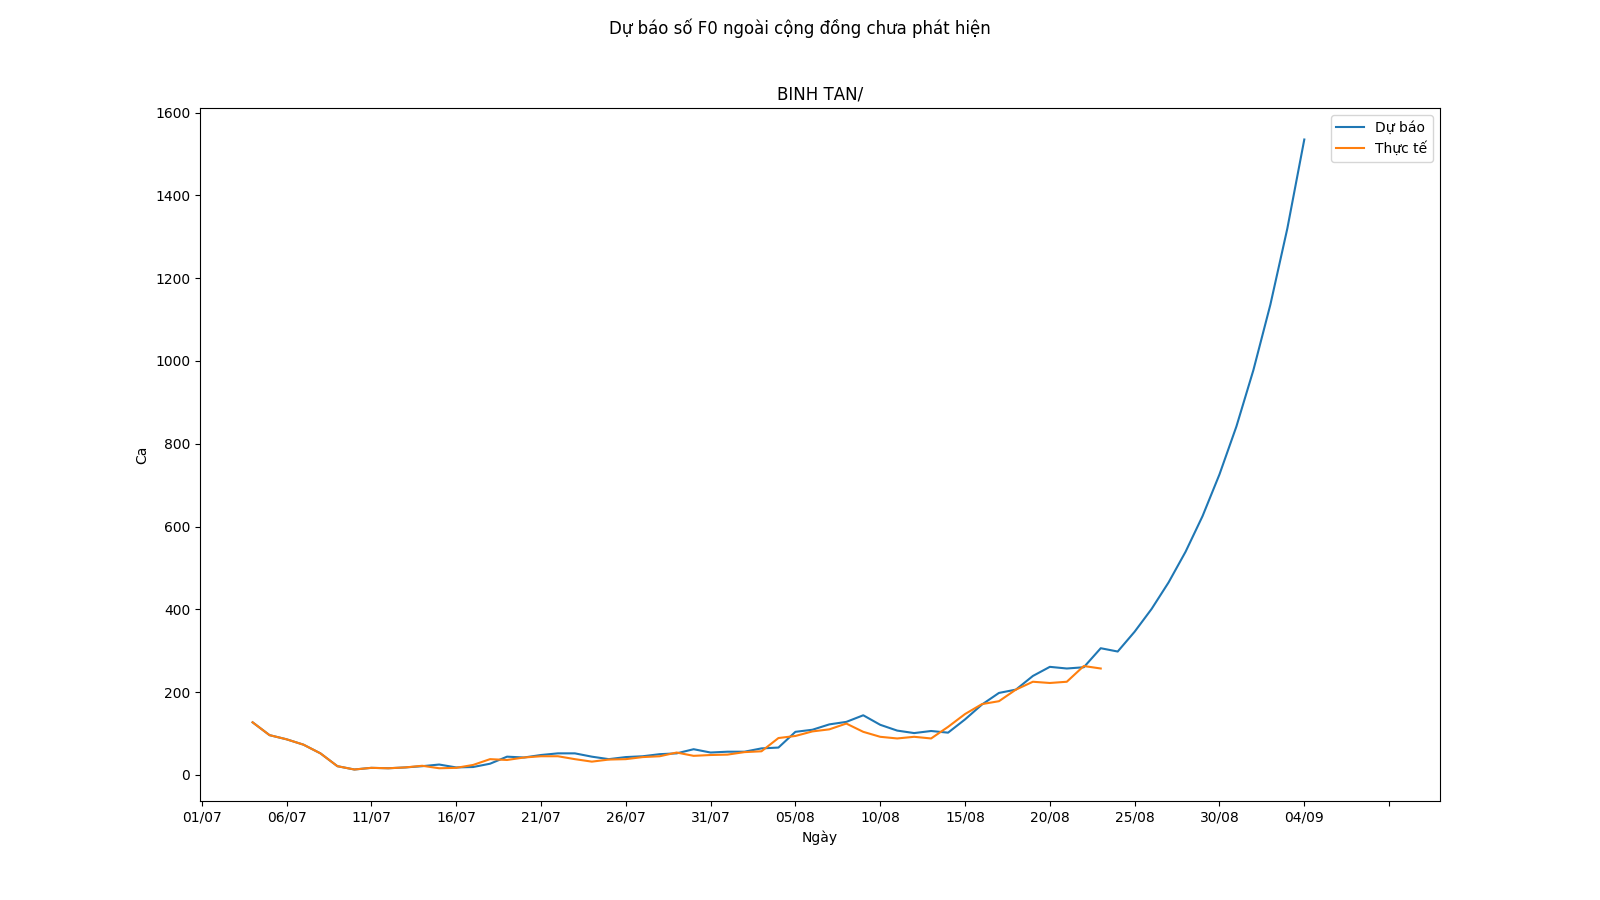 Dự báo số F0 ngoài cộng đồng chưa phát hiện
BINH TAN/
1600
1400
1200
1000
800
600
400
200
0
Ca
Dự báo
Thực tế
01/07 06/07 11/07 16/07 21/07 26/07 31/07 05/08 10/08 15/08 20/08 25/08 30/08 04/09
Ngày